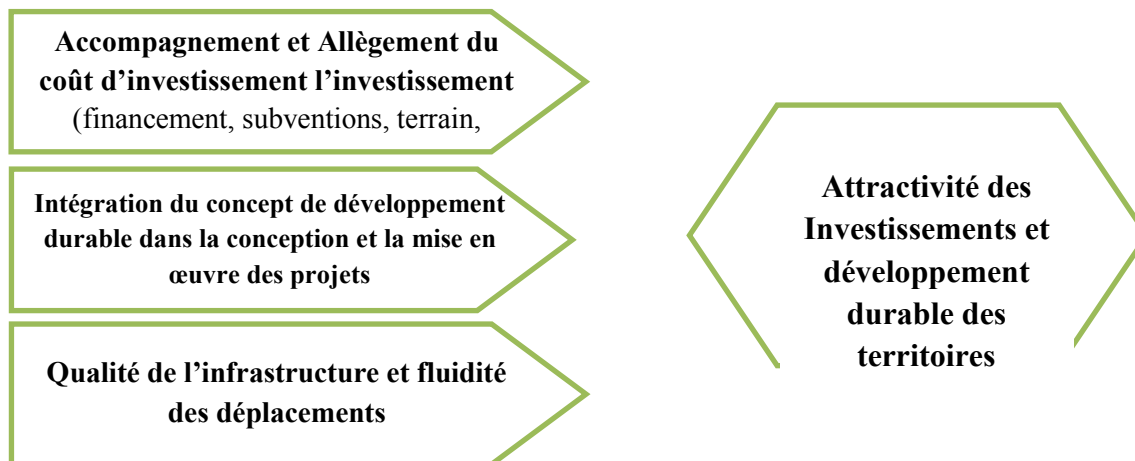 Accompagnement et Allègement du
coût d’investissement l’investissement
(financement, subventions, terrain,
Intégration du concept de développement
durable dans la conception et la mise en
œuvre des projets
Qualité de l’infrastructure et fluidité
des déplacements
Attractivité des
Investissements et
développement
durable des
territoires